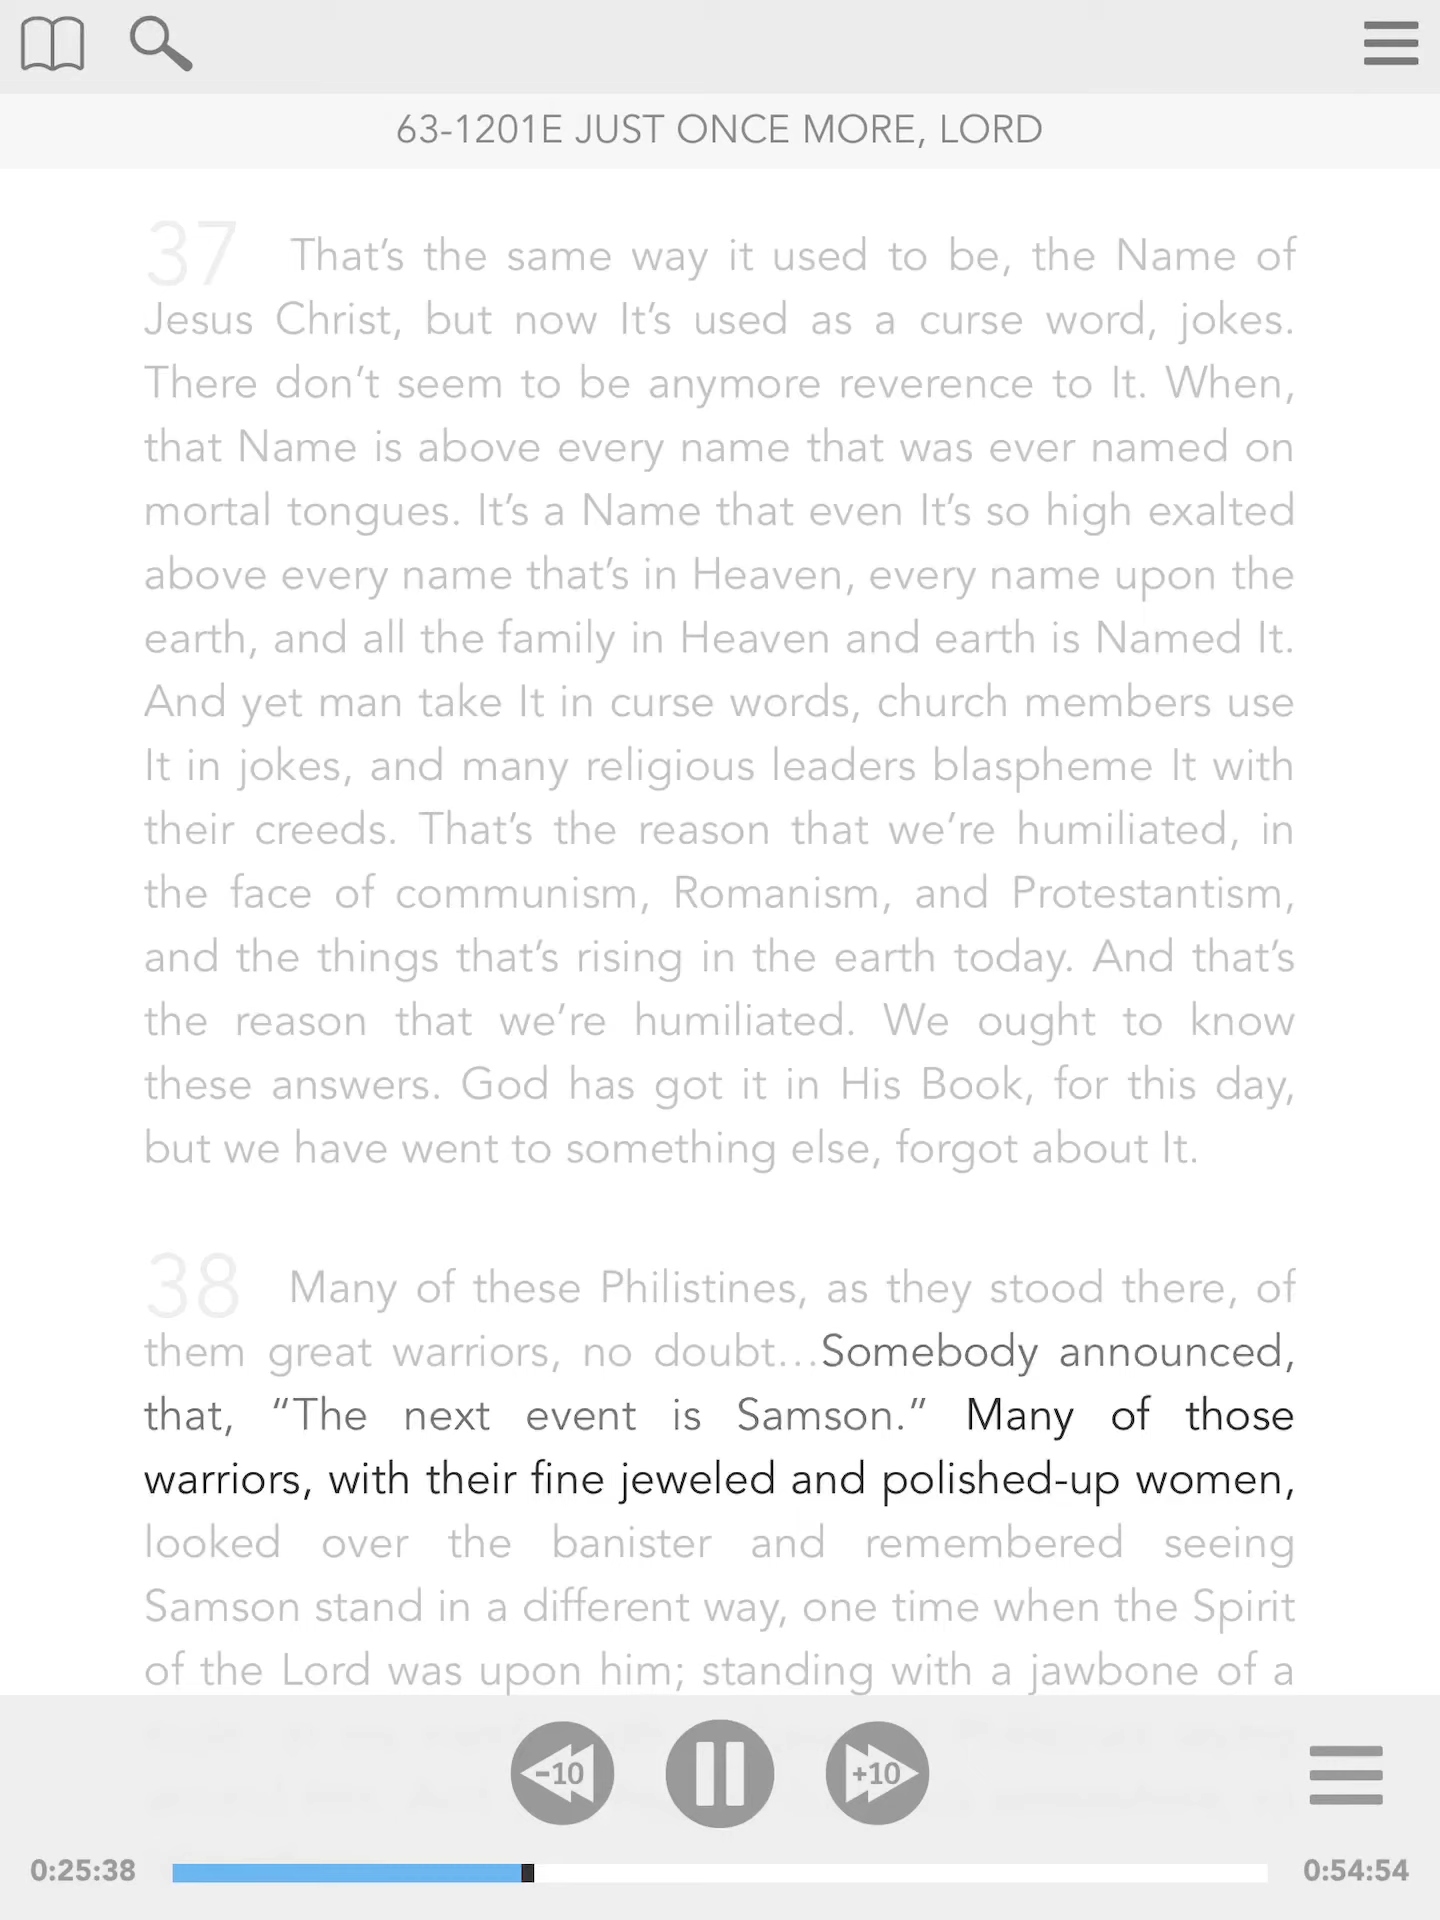 63-1201E JUST ONCE MORE, LORD
37 That’s the same way it used to be, the Name of
Jesus Christ, but now It’s used as a curse word, jokes.
There don’t seem to be anymore reverence to It. When,
that Name is above every name that was ever named on
mortal tongues. It’s a Name that even It’s so high exalted
above every name that’s in Heaven, every name upon the
earth, and all the family in Heaven and earth is Named It.
And yet man take It in curse words, church members use
It in jokes, and many religious leaders blaspheme It with
their creeds. That’s the reason that we’re humiliated, in
the face of communism, Romanism, and Protestantism,
and the things that’s rising in the earth today. And that’s
the reason that we’re humiliated. We ought to know
these answers. God has got it in His Book, for this day,
but we have went to something else, forgot about It.
38 Many of these Philistines, as they stood there, of
them great warriors, no doubt…Somebody announced,
that, “The next event is Samson.” Many of those
warriors, with their fine jeweled and polished-up women,
looked over the banister and remembered seeing
Samson stand in a different way, one time when the Spirit
of the Lord was upon him; standing with a jawbone of a
-10 +10
0:25:38 0:54:54